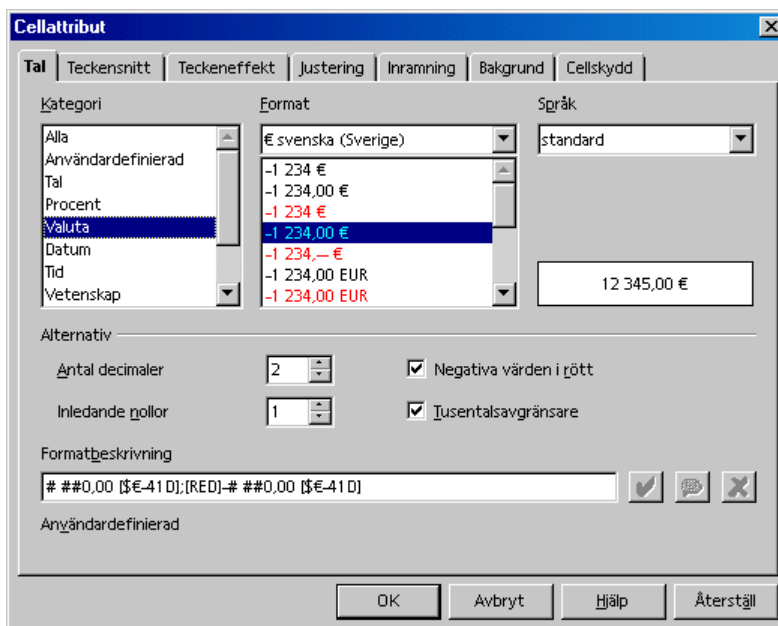 Cellattribut
Tal Teckensnitt Teckeneffekt Justering Inramning Bakgrund Cellskydd
Kategori Format Språk
Alla
Användardefinierad
Tal
Procent
Valuta
Datum
Tid
Vetenskap
€ svenska (Sverige)
-1 234 €
-1 234,00 €
-1 234 €
-1 234,00 €
-1 234,— €
-1 234,00 EUR
-1 234,00 EUR
standard
12 345,00 €
Alternativ
Antal decimaler 2 Negativa värden i rött
Inledande nollor 1 Tusentalsavgränsare
Formatbeskrivning
# ##0,00 [$€-41D];[RED]-# ##0,00 [$€-41D]
Användardefinierad
OK Avbryt Hjälp Återställ